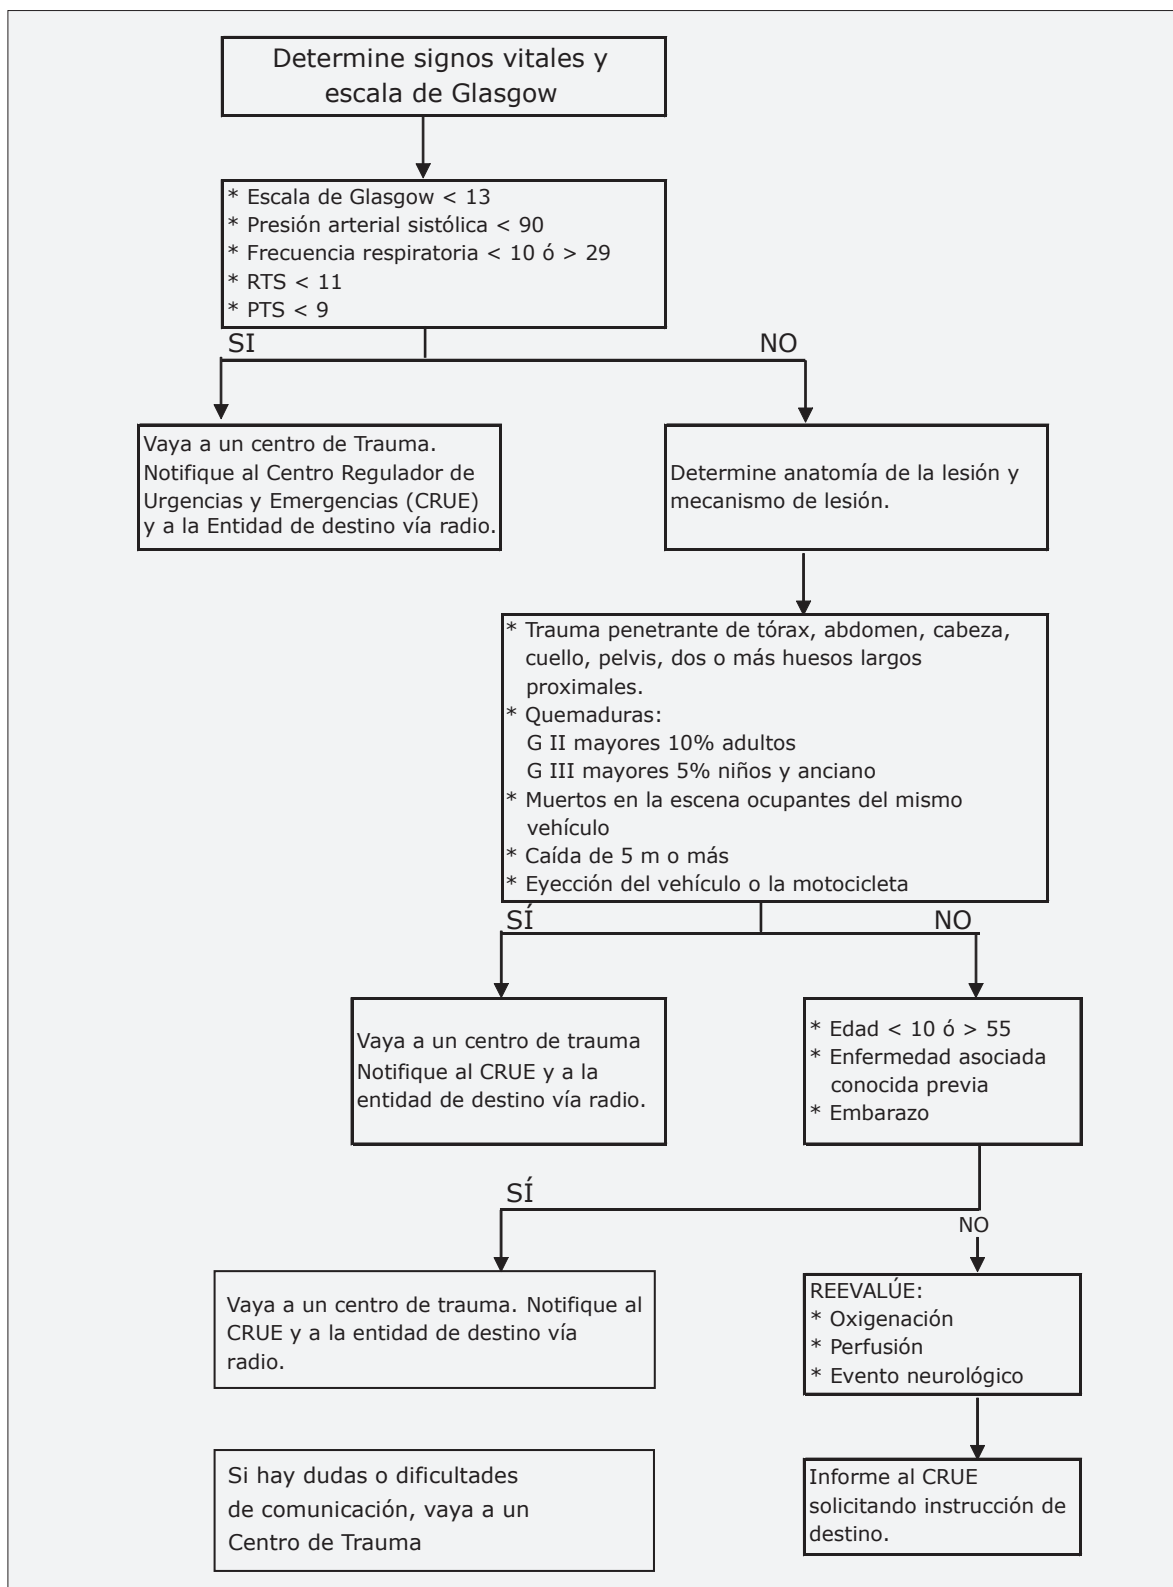 Determine signos vitales y
escala de Glasgow
* Escala de Glasgow < 13
* Presión arterial sistólica < 90
* Frecuencia respiratoria < 10 ó > 29
* RTS < 11
* PTS < 9
SI
NO
Vaya a un centro de Trauma.
Notifique al Centro Regulador de
Urgencias y Emergencias (CRUE)
y a la Entidad de destino vía radio.
Determine anatomía de la lesión y
mecanismo de lesión.
* Trauma penetrante de tórax, abdomen, cabeza,
cuello, pelvis, dos o más huesos largos
proximales.
* Quemaduras:
G II mayores 10% adultos
G III mayores 5% niños y anciano
* Muertos en la escena ocupantes del mismo
vehículo
* Caída de 5 m o más
* Eyección del vehículo o la motocicleta
SÍ
NO
Vaya a un centro de trauma
Notifique al CRUE y a la
entidad de destino vía radio.
* Edad < 10 ó > 55
* Enfermedad asociada
conocida previa
* Embarazo
SÍ
NO
Vaya a un centro de trauma. Notifique al
CRUE y a la entidad de destino vía
radio.
REEVALÚE:
* Oxigenación
* Perfusión
* Evento neurológico
Si hay dudas o dificultades
de comunicación, vaya a un
Centro de Trauma
Informe al CRUE
solicitando instrucción de
destino.